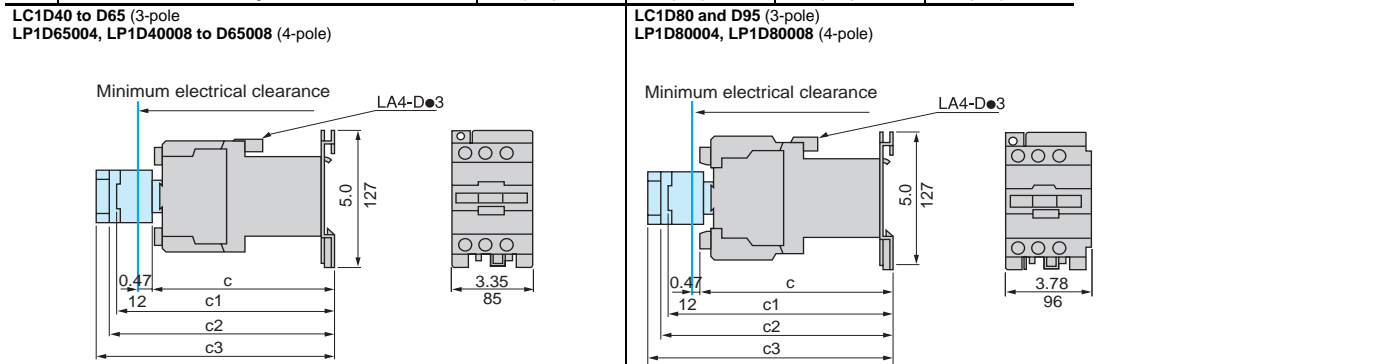 LC1D40 to D65 (3-pole
LP1D65004, LP1D40008 to D65008 (4-pole)
Minimum electrical clearance
LA4-D●3
5.0
127
0.47
12
c
c1
c2
c3
3.35
85
LC1D80 and D95 (3-pole)
LP1D80004, LP1D80008 (4-pole)
Minimum electrical clearance
LA4-D●3
5.0
127
0.47
12
c
c1
c2
c3
3.78
96